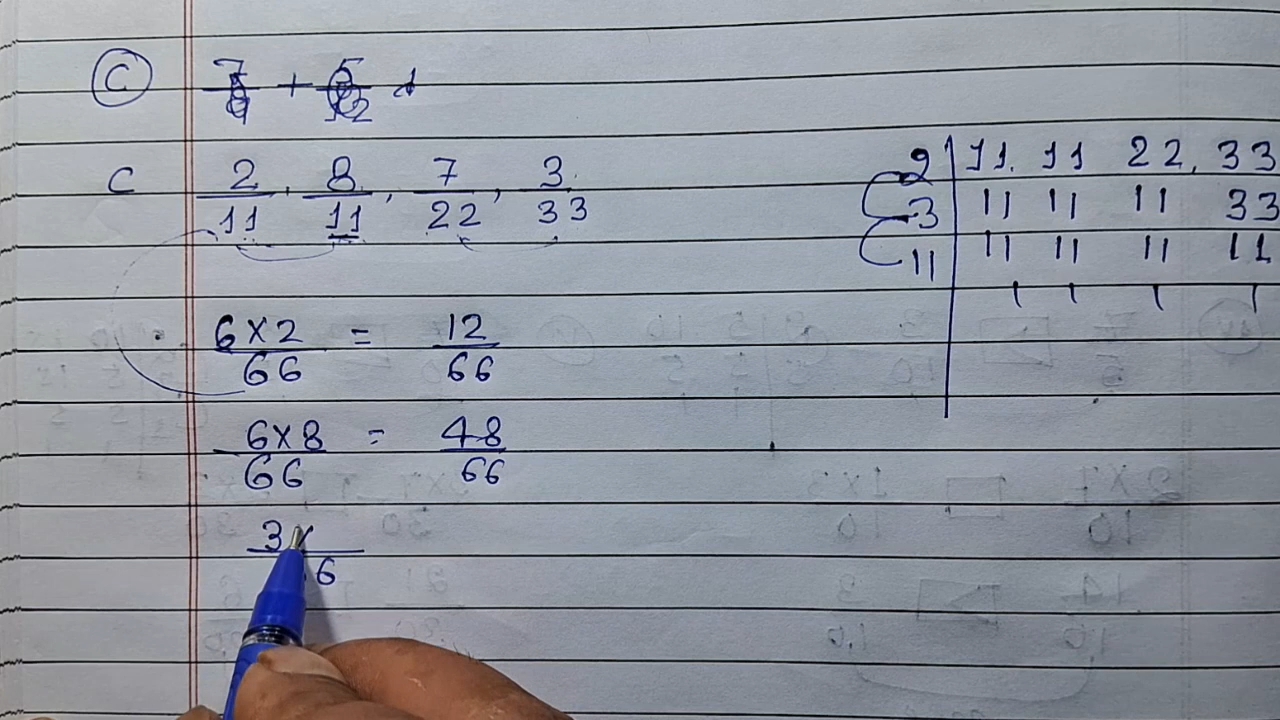 C 7/9 + 5/12 +
C 2/11, 8/11, 7/22, 3/33
2 | 11. 11 22, 33
3 | 11 11 11 33
11 | 11 11 11 11
1 1 1 1
6×2/66 = 12/66
6×8/66 = 48/66
3×/6